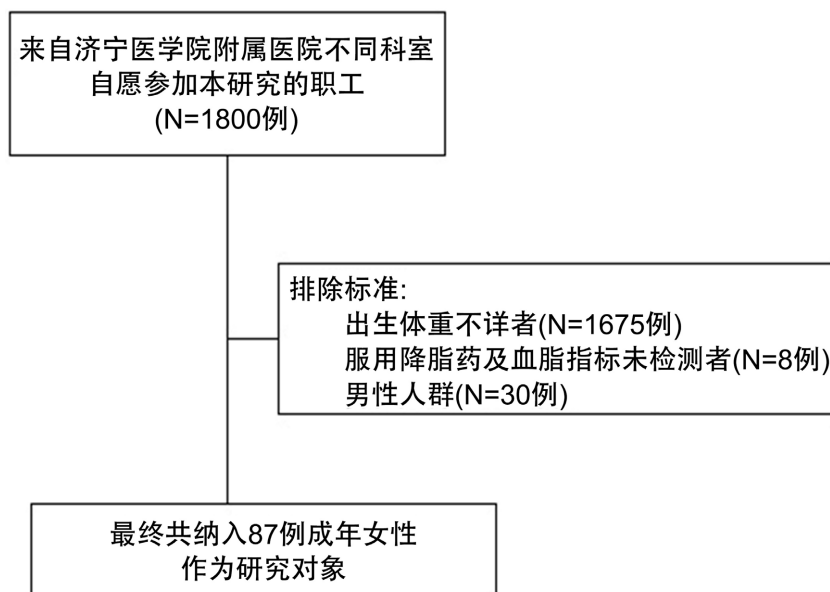 来自济宁医学院附属医院不同科室
自愿参加本研究的职工
(N=1800例)
排除标准:
出生体重不详者(N=1675例)
服用降脂药及血脂指标未检测者(N=8例)
男性人群(N=30例)
最终共纳入87例成年女性
作为研究对象